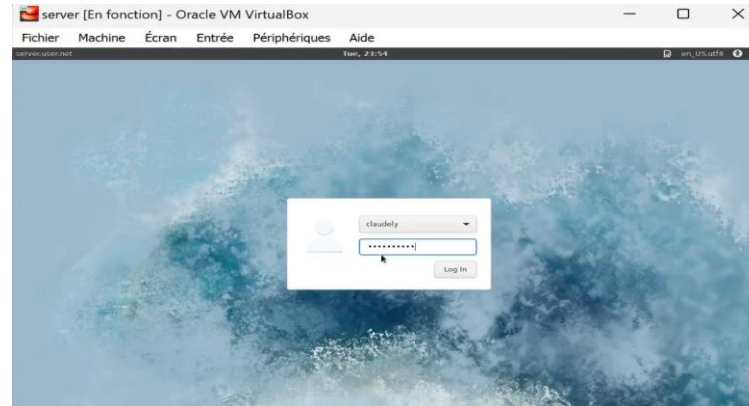 server [En fonction] - Oracle VM VirtualBox
Fichier Machine Écran Entrée Périphériques Aide
server.user.net Tue, 23:54 en_US.utf8
claudely
Log In